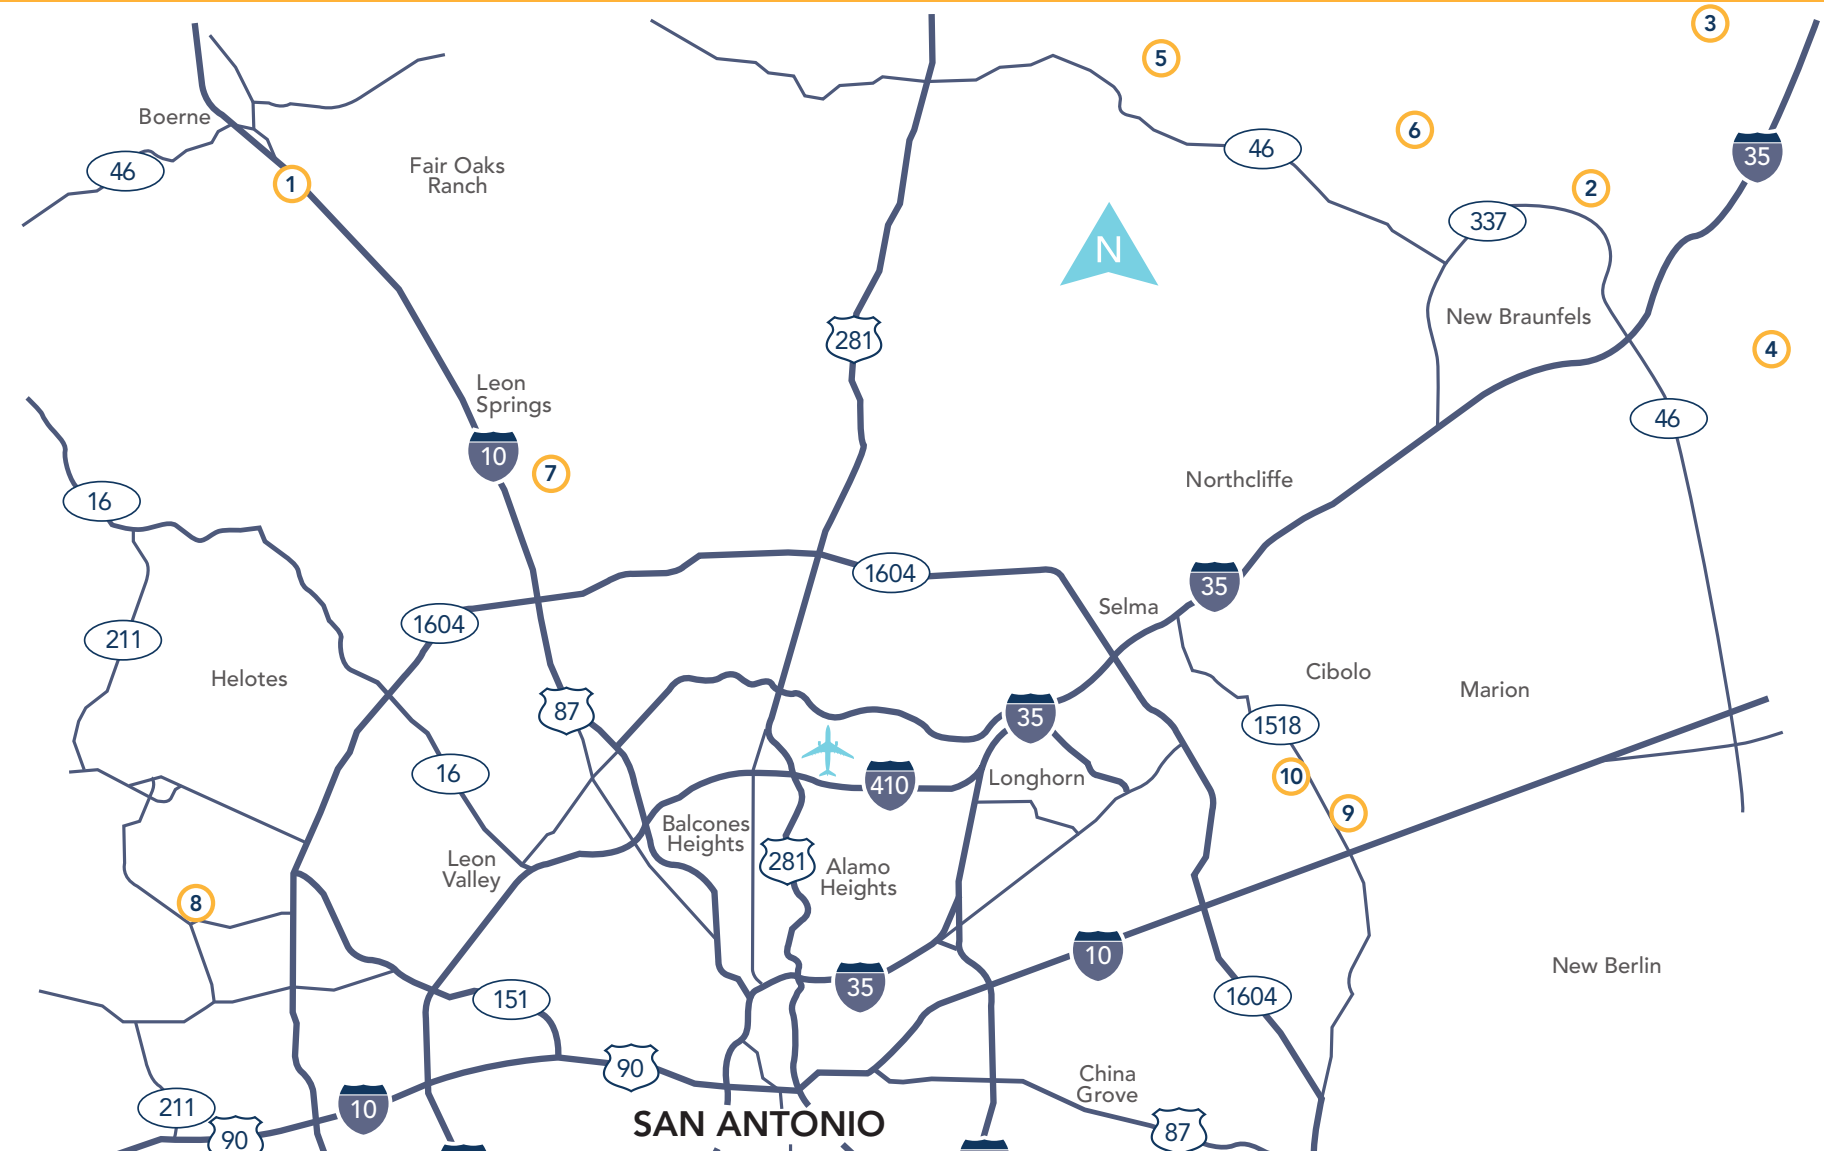 3
5
6
35
Boerne
46
Fair Oaks
Ranch
46
1
2
337
N
New Braunfels
281
4
Leon
Springs
46
10
7
Northcliffe
16
1604
35
Selma
1604
211
Helotes
Cibolo
Marion
87
35
1518
16
410
Longhorn
10
9
Balcones
Heights
281
Leon
Valley
Alamo
Heights
8
10
New Berlin
35
151
1604
90
China
Grove
211
10
SAN ANTONIO
90
87